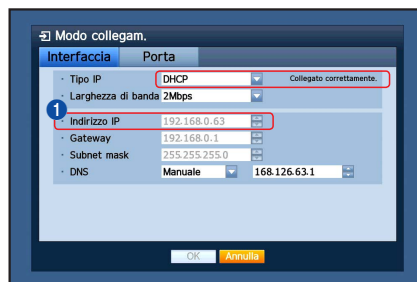 Modo collegam.
Interfaccia Porta
· Tipo IP DHCP Collegato correttamente.
· Larghezza di banda 2Mbps
1
· Indirizzo IP 192.168.0.63
· Gateway 192.168.0.1
· Subnet mask 255.255.255.0
· DNS Manuale 168.126.63.1
OK Annulla